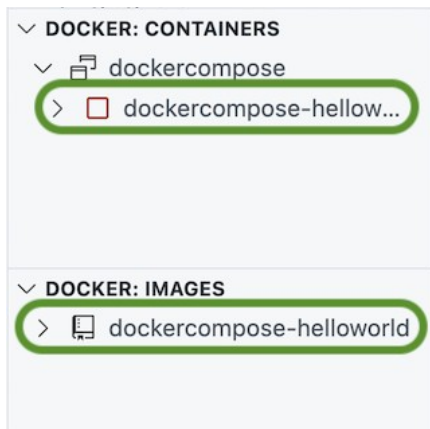 DOCKER: CONTAINERS
dockercompose
dockercompose-hellow...
DOCKER: IMAGES
dockercompose-helloworld